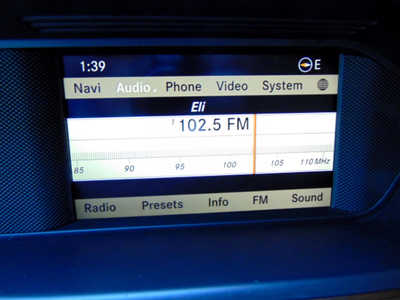 1:39 E
Navi Audio Phone Video System
Eli
102.5 FM
85 90 95 100 105 110 MHz
Radio Presets Info FM Sound